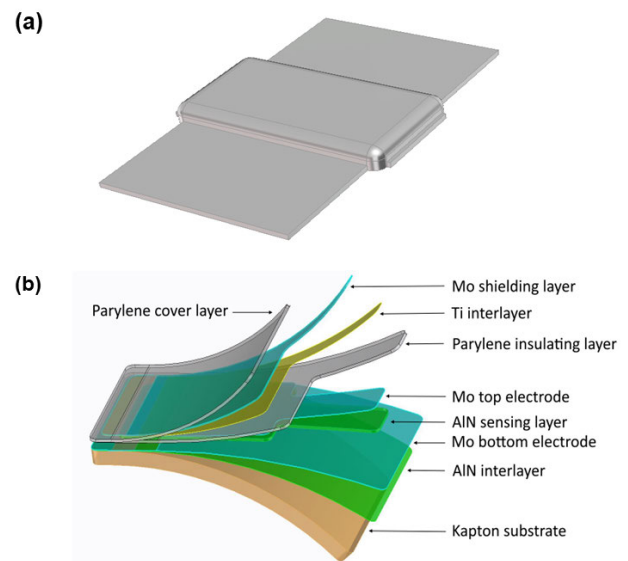 (a)
(b)
Mo shielding layer
Parylene cover layer
Ti interlayer
Parylene insulating layer
Mo top electrode
AlN sensing layer
Mo bottom electrode
AlN interlayer
Kapton substrate